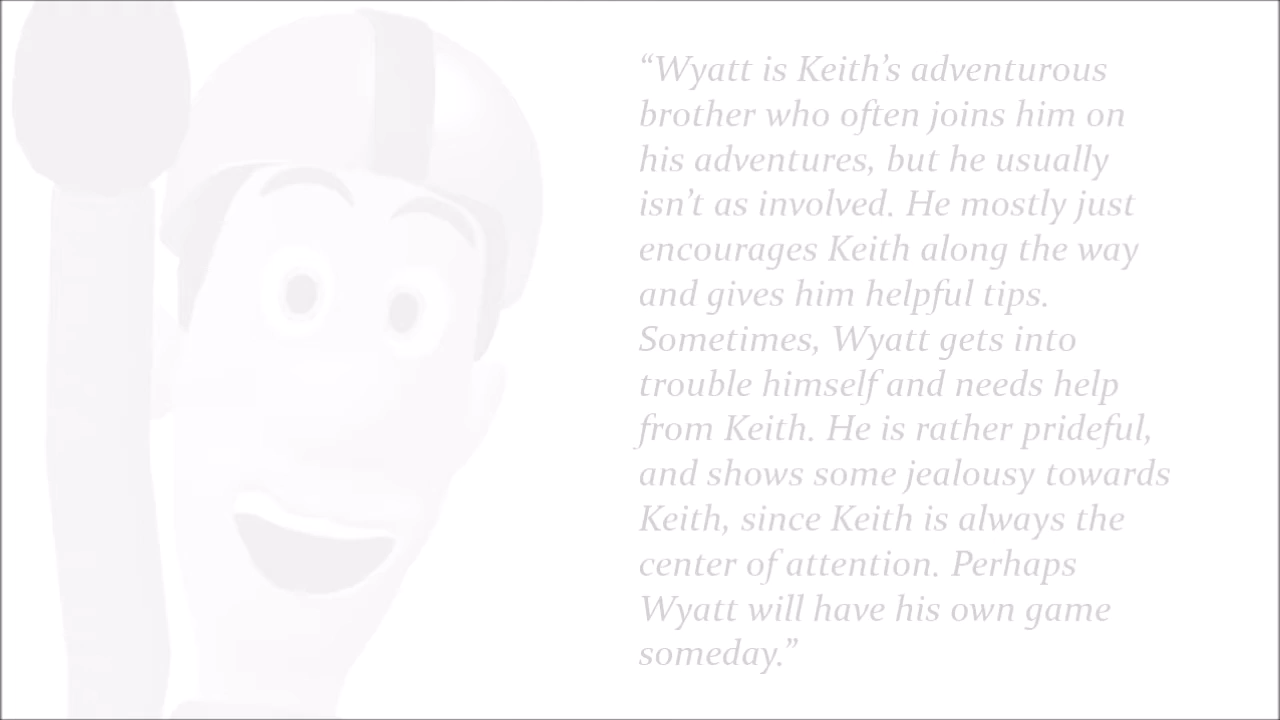 “Wyatt is Keith’s adventurous
brother who often joins him on
his adventures, but he usually
isn’t as involved. He mostly just
encourages Keith along the way
and gives him helpful tips.
Sometimes, Wyatt gets into
trouble himself and needs help
from Keith. He is rather prideful,
and shows some jealousy towards
Keith, since Keith is always the
center of attention. Perhaps
Wyatt will have his own game
someday.”